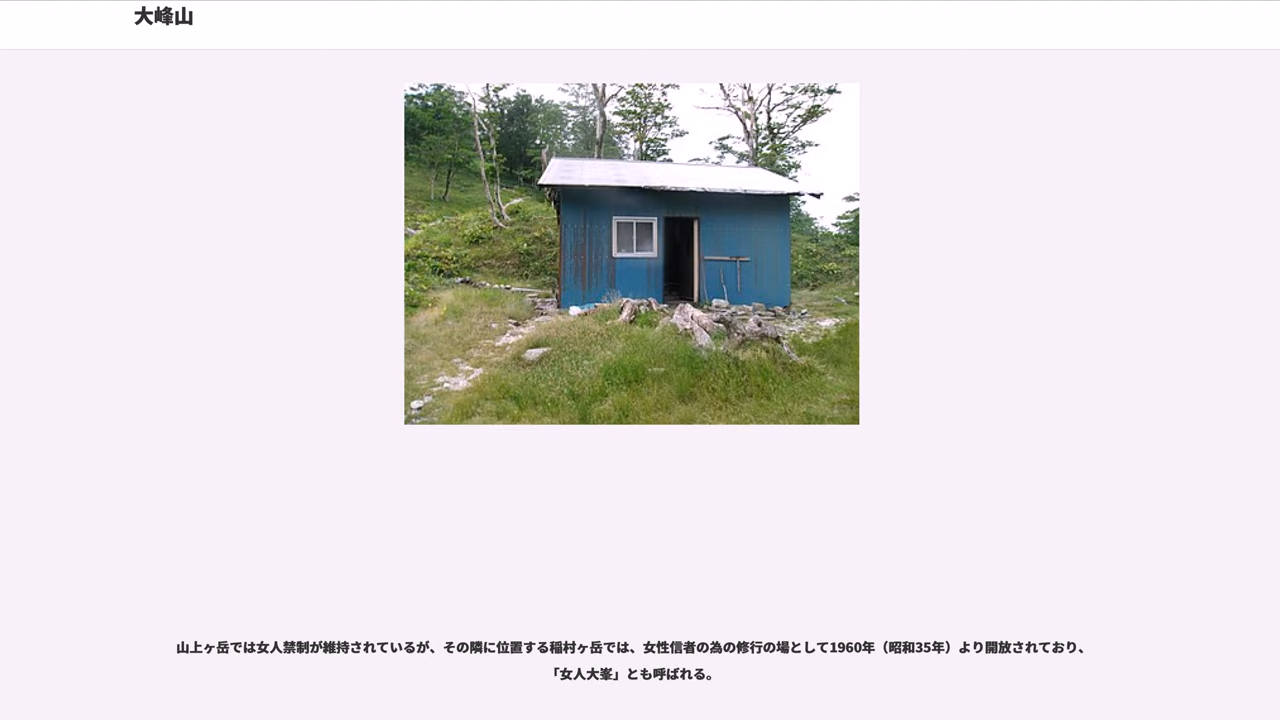 大峰山
山上ヶ岳では女人禁制が維持されているが、その隣に位置する稲村ヶ岳では、女性信者の為の修行の場として1960年（昭和35年）より開放されており、
「女人大峯」とも呼ばれる。